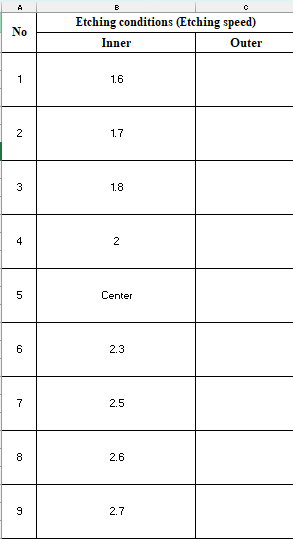 A B C
No Etching conditions (Etching speed)
Inner Outer
1 1.6
2 1.7
3 1.8
4 2
5 Center
6 2.3
7 2.5
8 2.6
9 2.7